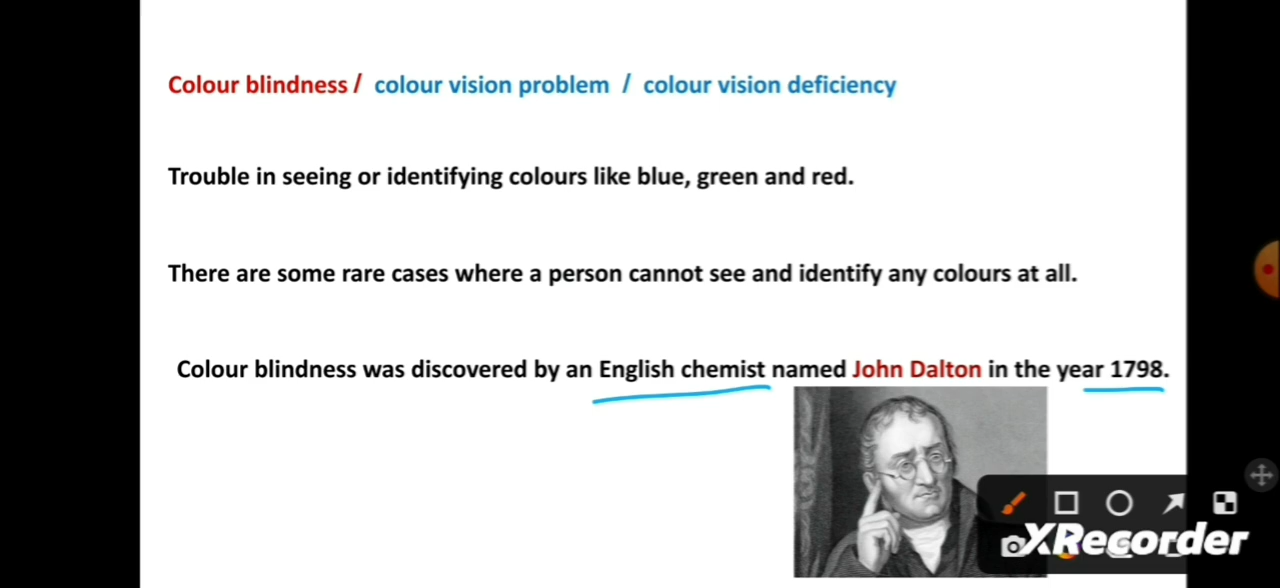 Colour blindness / colour vision problem / colour vision deficiency
Trouble in seeing or identifying colours like blue, green and red.
There are some rare cases where a person cannot see and identify any colours at all.
Colour blindness was discovered by an English chemist named John Dalton in the year 1798.
XRecorder